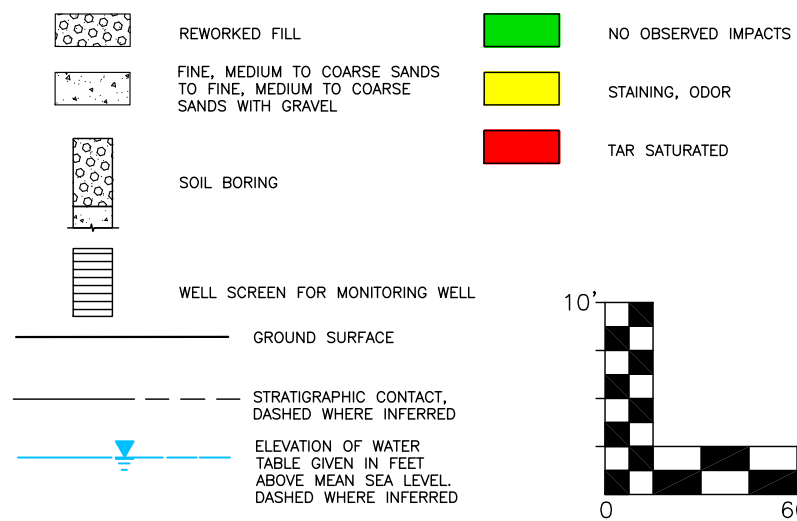 REWORKED FILL
FINE, MEDIUM TO COARSE SANDS
TO FINE, MEDIUM TO COARSE
SANDS WITH GRAVEL
SOIL BORING
WELL SCREEN FOR MONITORING WELL
GROUND SURFACE
STRATIGRAPHIC CONTACT,
DASHED WHERE INFERRED
ELEVATION OF WATER
TABLE GIVEN IN FEET
ABOVE MEAN SEA LEVEL.
DASHED WHERE INFERRED
NO OBSERVED IMPACTS
STAINING, ODOR
TAR SATURATED
10'
0